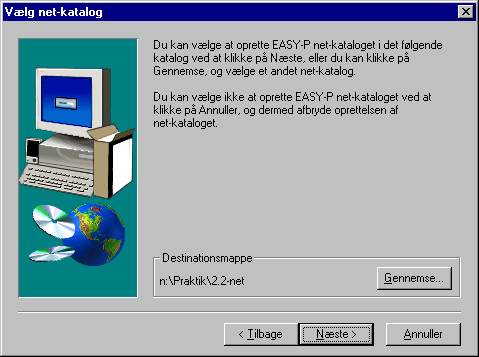 Vælg net-katalog
Du kan vælge at oprette EASY-P net-kataloget i det følgende
katalog ved at klikke på Næste, eller du kan klikke på
Gennemse, og vælge et andet net-katalog.
Du kan vælge ikke at oprette EASY-P net-kataloget ved at
klikke på Annuller, og dermed afbryde oprettelsen af
net-kataloget.
Destinationsmappe
n:\Praktik\2.2-net
Gennemse...
< Tilbage
Næste >
Annuller